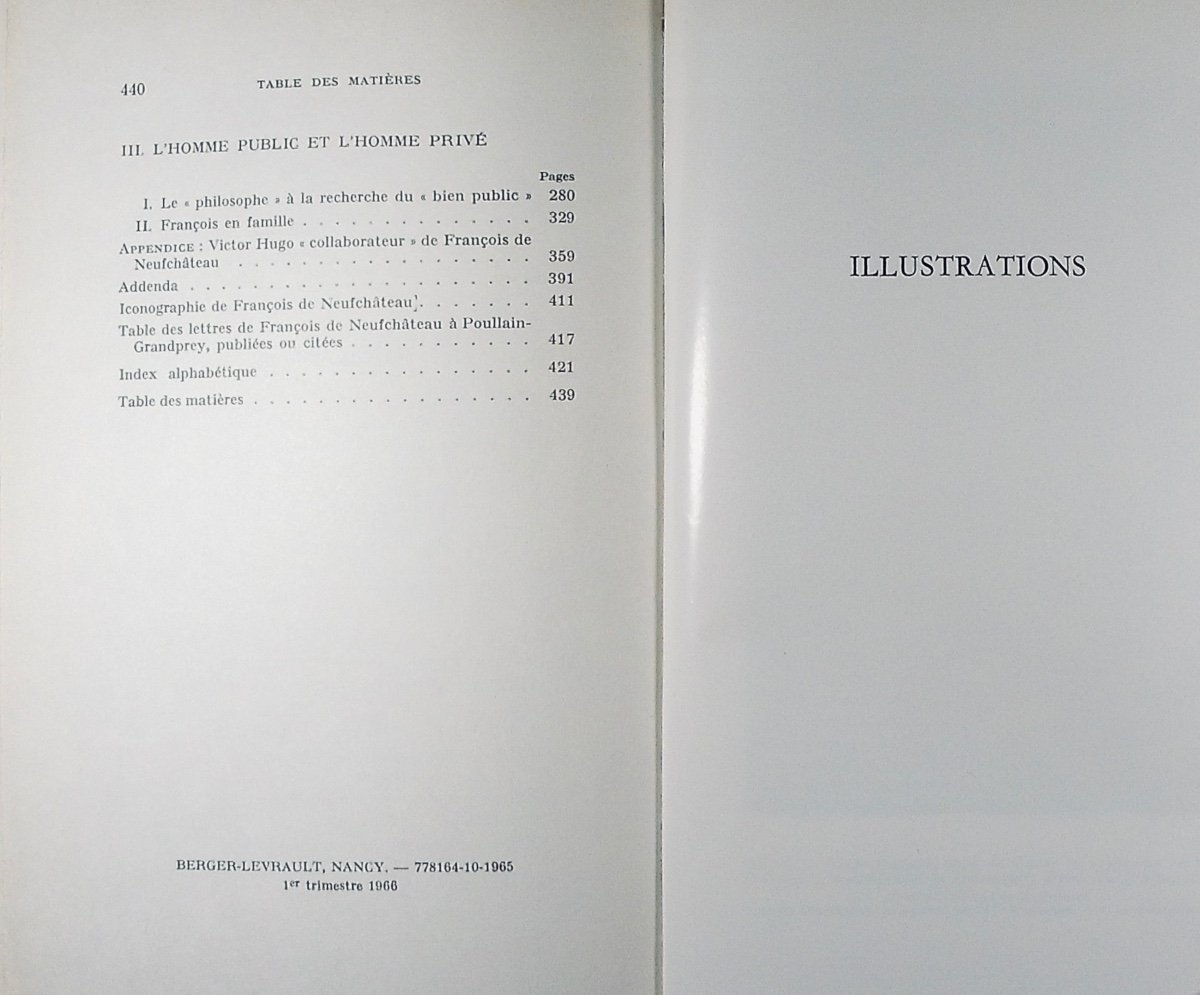 440 TABLE DES MATIÈRES
III. L'HOMME PUBLIC ET L'HOMME PRIVÉ
Pages
I. Le « philosophe » à la recherche du « bien public » 280
II. François en famille . . . . . . . . . . . . . . 329
APPENDICE : Victor Hugo « collaborateur » de François de
Neufchâteau . . . . . . . . . . . . . . . . . . 359
Addenda . . . . . . . . . . . . . . . . . . . . . 391
Iconographie de François de Neufchâteau]. . . . . . . 411
Table des lettres de François de Neufchâteau à Poullain-
Grandprey, publiées ou citées . . . . . . . . . . . 417
Index alphabétique . . . . . . . . . . . . . . . . 421
Table des matières . . . . . . . . . . . . . . . . . 439
BERGER-LEVRAULT, NANCY. — 778164-10-1965
1er trimestre 1966
ILLUSTRATIONS